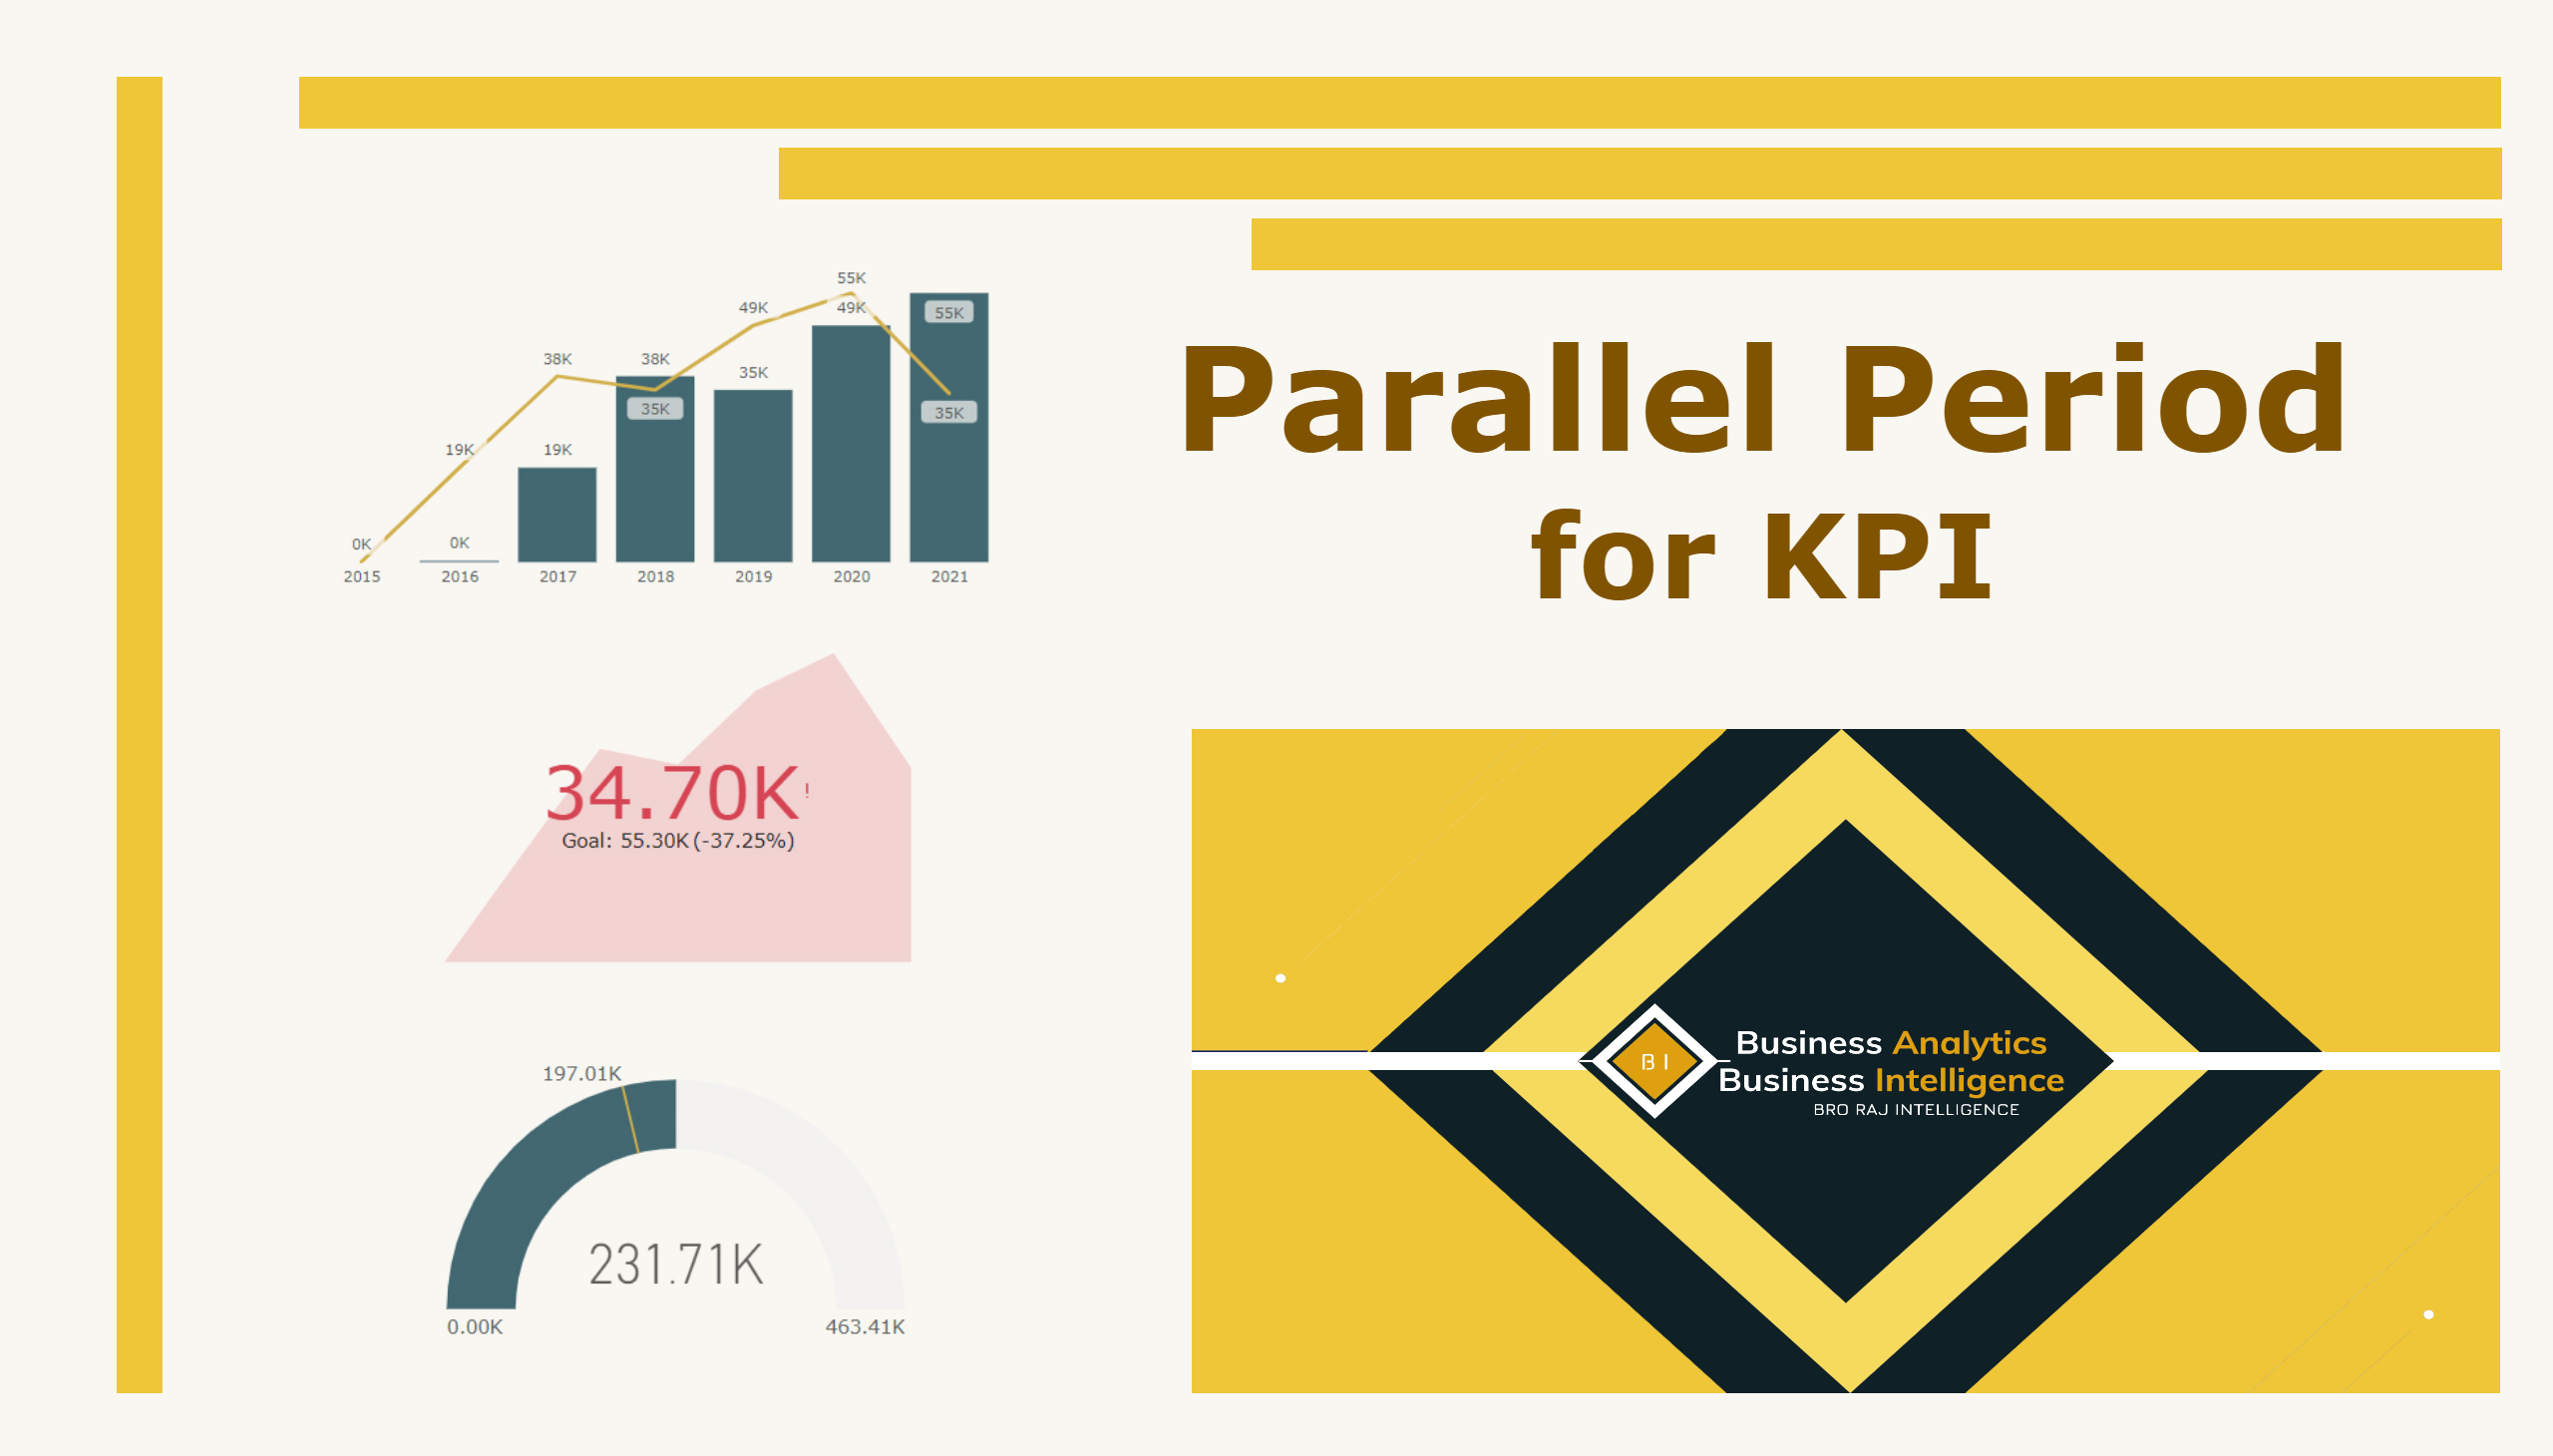 55K
49K
49K
55K
38K
38K
35K
35K
35K
19K
19K
0K
0K
2015 2016 2017 2018 2019 2020 2021
Parallel Period
for KPI
34.70K!
Goal: 55.30K (-37.25%)
197.01K
231.71K
0.00K
463.41K
B I
Business Analytics
Business Intelligence
BRO RAJ INTELLIGENCE